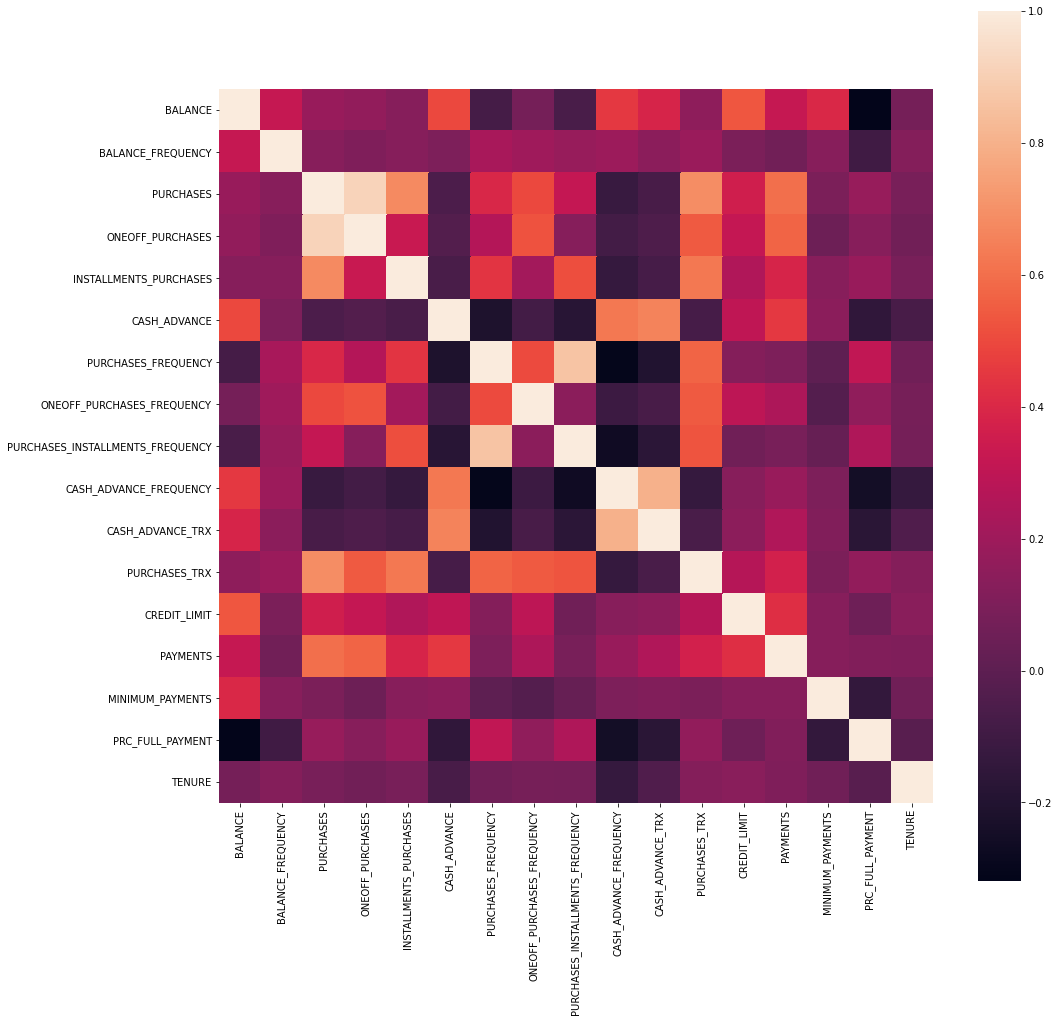 BALANCE
BALANCE_FREQUENCY
PURCHASES
ONEOFF_PURCHASES
INSTALLMENTS_PURCHASES
CASH_ADVANCE
PURCHASES_FREQUENCY
ONEOFF_PURCHASES_FREQUENCY
PURCHASES_INSTALLMENTS_FREQUENCY
CASH_ADVANCE_FREQUENCY
CASH_ADVANCE_TRX
PURCHASES_TRX
CREDIT_LIMIT
PAYMENTS
MINIMUM_PAYMENTS
PRC_FULL_PAYMENT
TENURE
BALANCE
BALANCE_FREQUENCY
PURCHASES
ONEOFF_PURCHASES
INSTALLMENTS_PURCHASES
CASH_ADVANCE
PURCHASES_FREQUENCY
ONEOFF_PURCHASES_FREQUENCY
PURCHASES_INSTALLMENTS_FREQUENCY
CASH_ADVANCE_FREQUENCY
CASH_ADVANCE_TRX
PURCHASES_TRX
CREDIT_LIMIT
PAYMENTS
MINIMUM_PAYMENTS
PRC_FULL_PAYMENT
TENURE
1.0
0.8
0.6
0.4
0.2
0.0
−0.2